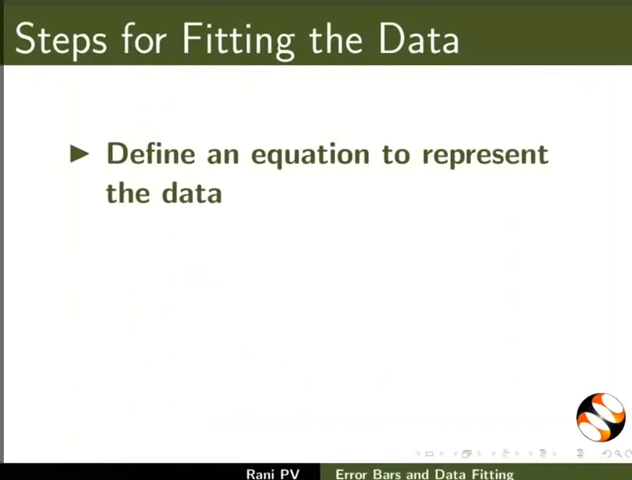 Steps for Fitting the Data
Define an equation to represent
the data
Rani PV
Error Bars and Data Fitting